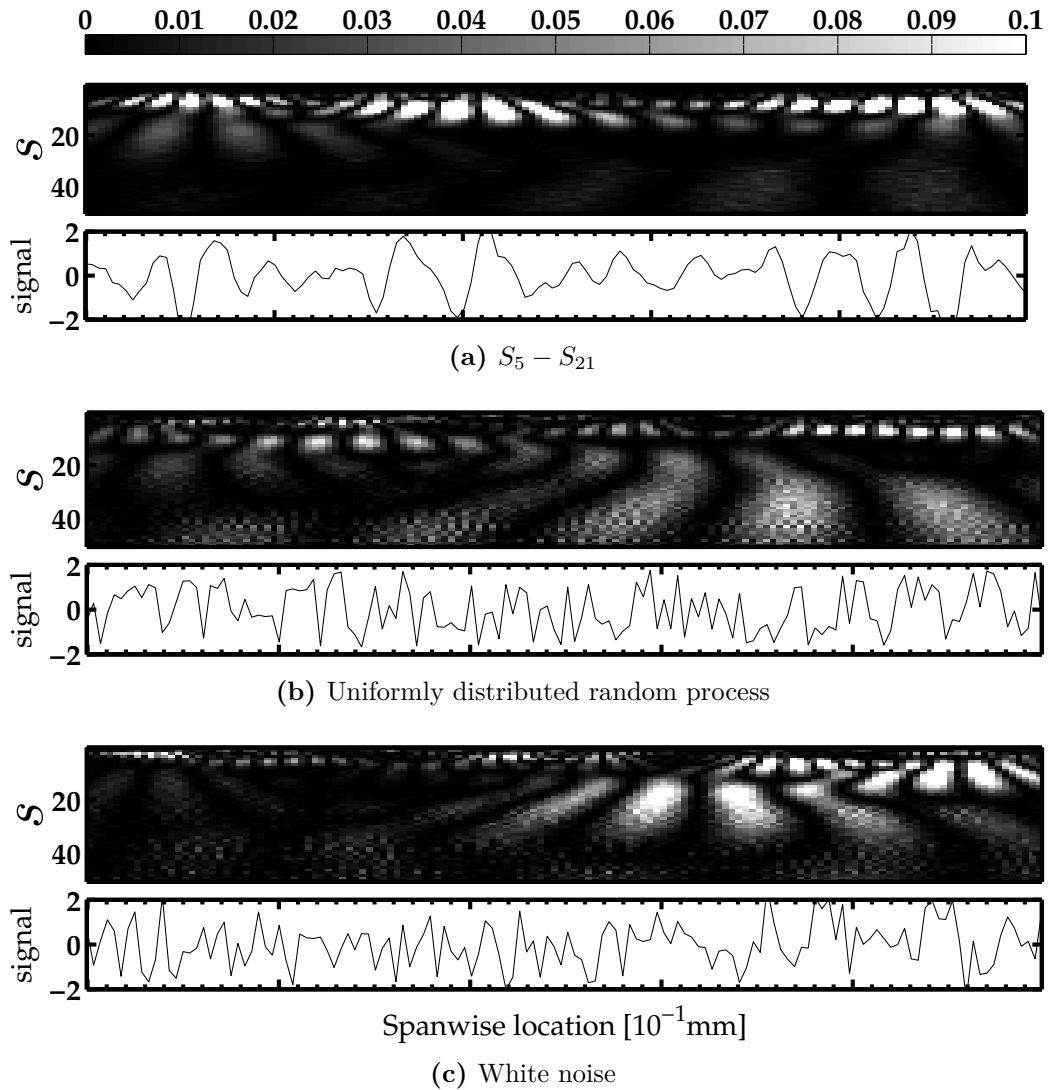 0 0.01 0.02 0.03 0.04 0.05 0.06 0.07 0.08 0.09 0.1
S
20
40
signal
2
0
−2
(a) S₅ − S₂₁
S
20
40
signal
2
0
−2
(b) Uniformly distributed random process
S
20
40
signal
2
0
−2
Spanwise location [10⁻¹mm]
(c) White noise